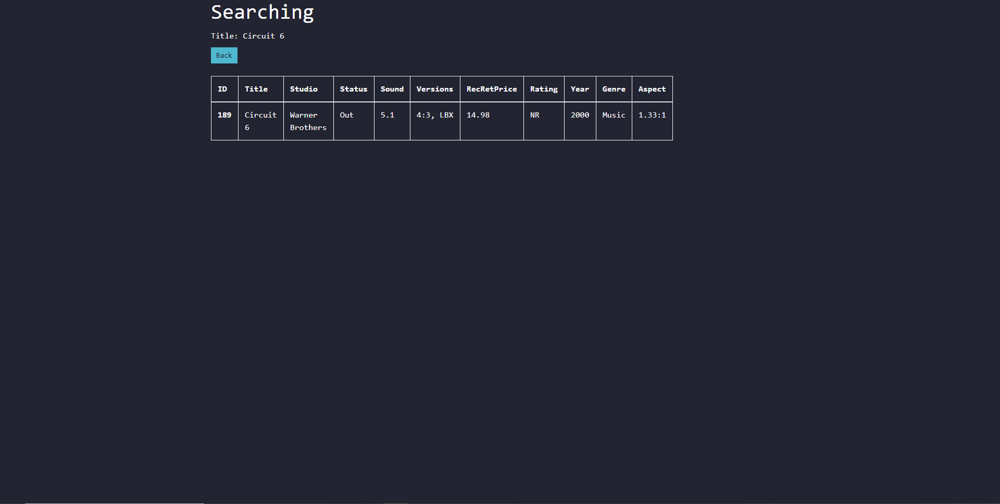 Searching
Title: Circuit 6
Back
ID Title Studio Status Sound Versions RecRetPrice Rating Year Genre Aspect
189 Circuit Warner Out 5.1 4:3, LBX 14.98 NR 2000 Music 1.33:1
6 Brothers